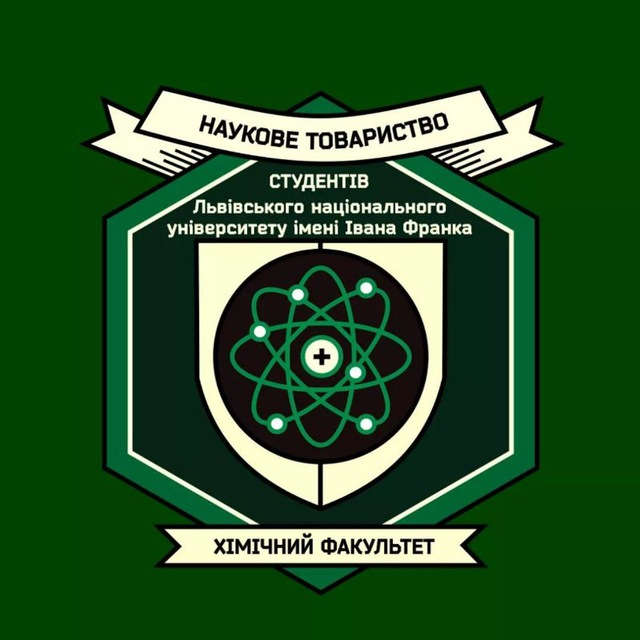 НАУКОВЕ ТОВАРИСТВО
СТУДЕНТІВ
Львівського національного
університету імені Івана Франка
+
ХІМІЧНИЙ ФАКУЛЬТЕТ